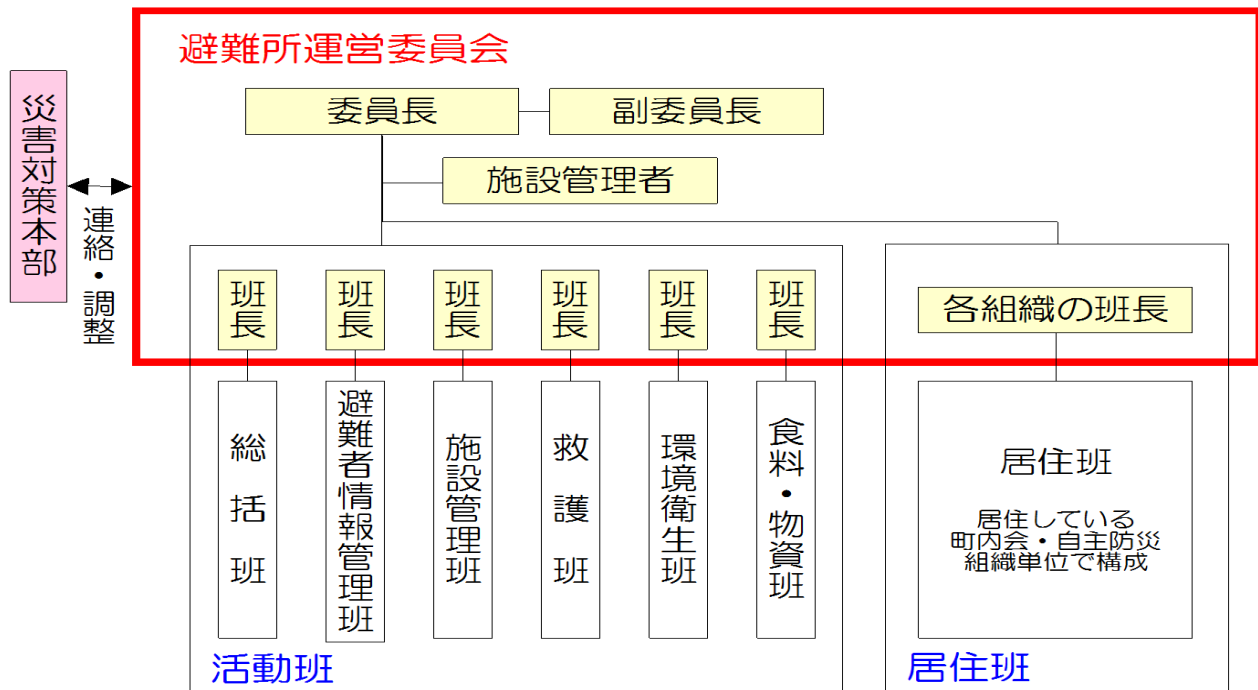 避難所運営委員会
災害対策本部
連絡・調整
委員長
副委員長
施設管理者
班長
班長
班長
班長
班長
班長
各組織の班長
総括班
避難者情報管理班
施設管理班
救護班
環境衛生班
食料・物資班
居住班
居住している
町内会・自主防災
組織単位で構成
活動班
居住班